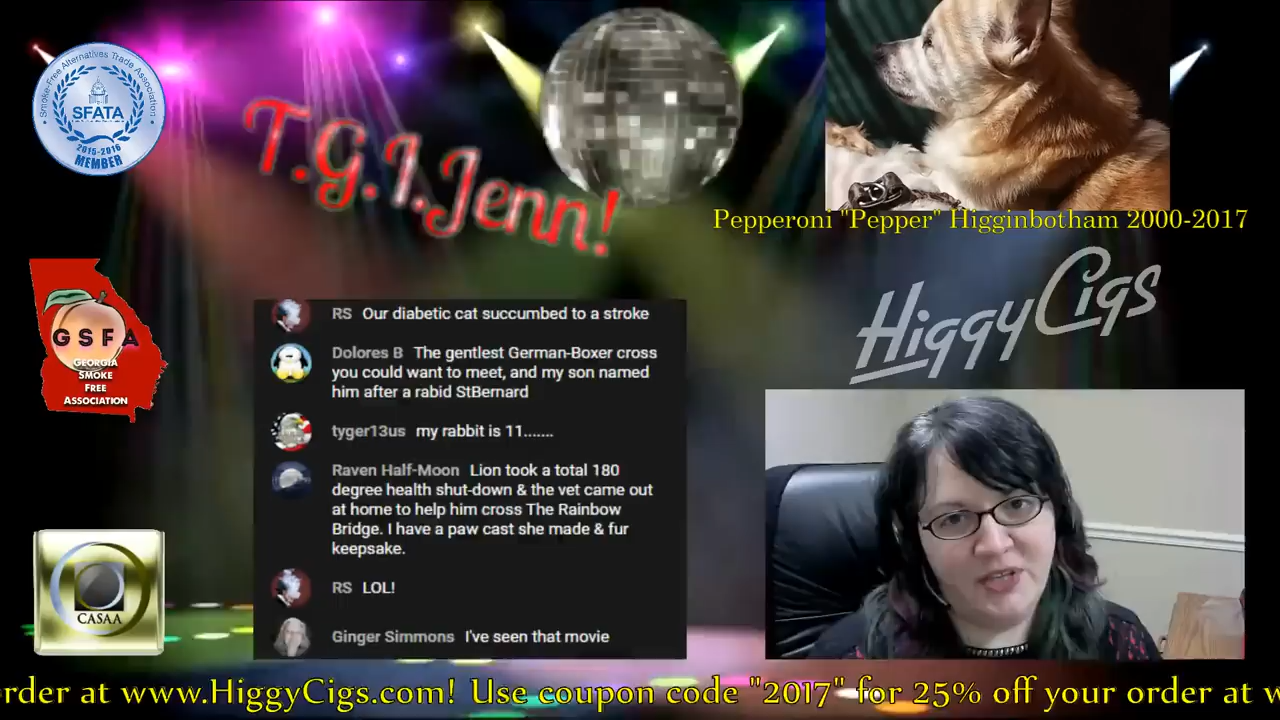 Smoke-Free Alternatives Trade Association
SFATA
2015-2016
MEMBER
T.G.I.Jenn!
Pepperoni "Pepper" Higginbotham 2000-2017
HiggyCigs
GSFA
GEORGIA
SMOKE
FREE
ASSOCIATION
RS Our diabetic cat succumbed to a stroke
Dolores B The gentlest German-Boxer cross
you could want to meet, and my son named
him after a rabid StBernard
tyger13us my rabbit is 11.......
Raven Half-Moon Lion took a total 180
degree health shut-down & the vet came out
at home to help him cross The Rainbow
Bridge. I have a paw cast she made & fur
keepsake.
RS LOL!
Ginger Simmons I've seen that movie
CASAA
rder at www.HiggyCigs.com! Use coupon code "2017" for 25% off your order at w